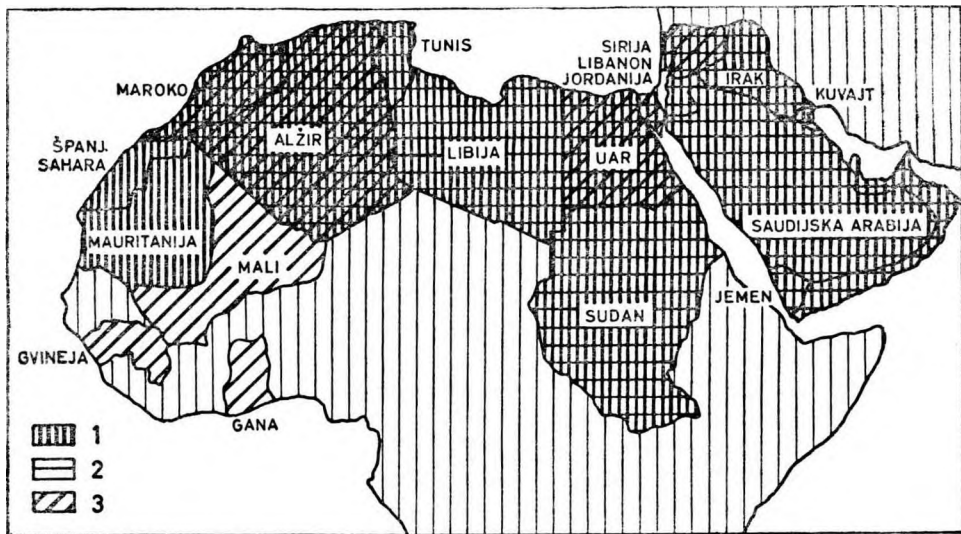 TUNIS
MAROKO
SIRIJA
LIBANON
JORDANIJA
IRAK
KUVAJT
ŠPANJ.
SAHARA
ALŽIR
LIBIJA
UAR
MAURITANIJA
MALI
SAUDIJSKA ARABIJA
SUDAN
JEMEN
GVINEJA
GANA
1
2
3